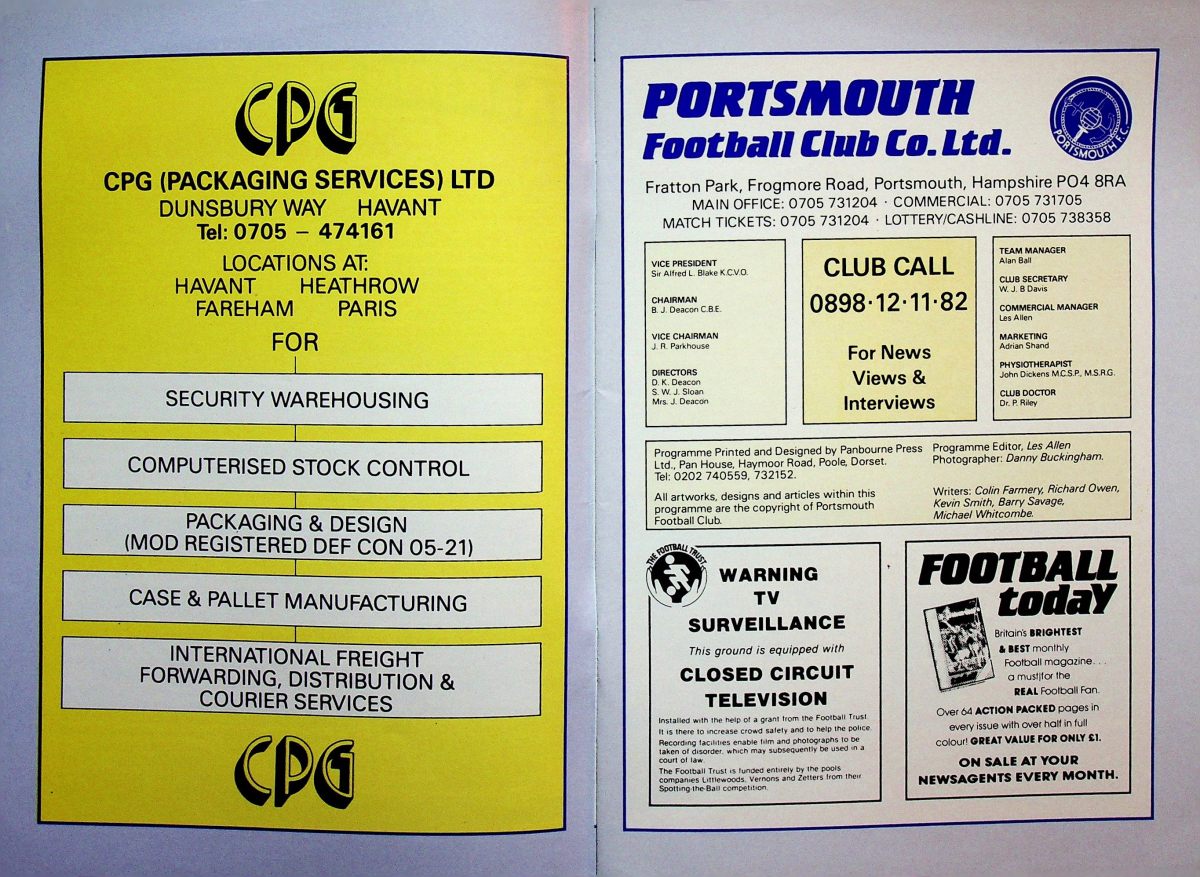 CPG
CPG (PACKAGING SERVICES) LTD
DUNSBURY WAY HAVANT
Tel: 0705 – 474161
LOCATIONS AT:
HAVANT HEATHROW
FAREHAM PARIS
FOR
SECURITY WAREHOUSING
COMPUTERISED STOCK CONTROL
PACKAGING & DESIGN
(MOD REGISTERED DEF CON 05-21)
CASE & PALLET MANUFACTURING
INTERNATIONAL FREIGHT
FORWARDING, DISTRIBUTION &
COURIER SERVICES
CPG
PORTSMOUTH
Football Club Co. Ltd.
PORTSMOUTH F.C.
Fratton Park, Frogmore Road, Portsmouth, Hampshire PO4 8RA
MAIN OFFICE: 0705 731204 · COMMERCIAL: 0705 731705
MATCH TICKETS: 0705 731204 · LOTTERY/CASHLINE: 0705 738358
VICE PRESIDENT
Sir Alfred L. Blake K.C.V.O.
CHAIRMAN
B. J. Deacon C.B.E.
VICE CHAIRMAN
J. R. Parkhouse
DIRECTORS
D. K. Deacon
S. W. J. Sloan
Mrs. J. Deacon
CLUB CALL
0898·12·11·82
For News
Views &
Interviews
TEAM MANAGER
Alan Ball
CLUB SECRETARY
W. J. B Davis
COMMERCIAL MANAGER
Les Allen
MARKETING
Adrian Shand
PHYSIOTHERAPIST
John Dickens M.C.S.P., M.S.R.G.
CLUB DOCTOR
Dr. P. Riley
Programme Printed and Designed by Panbourne Press
Ltd., Pan House, Haymoor Road, Poole, Dorset.
Tel: 0202 740559, 732152.
All artworks, designs and articles within this
programme are the copyright of Portsmouth
Football Club.
Programme Editor, Les Allen
Photographer: Danny Buckingham.
Writers: Colin Farmery, Richard Owen,
Kevin Smith, Barry Savage,
Michael Whitcombe.
THE FOOTBALL TRUST
WARNING
TV
SURVEILLANCE
This ground is equipped with
CLOSED CIRCUIT
TELEVISION
Installed with the help of a grant from the Football Trust.
It is there to increase crowd safety and to help the police.
Recording facilities enable film and photographs to be
taken of disorder, which may subsequently be used in a
court of law.
The Football Trust is funded entirely by the pools
companies Littlewoods, Vernons and Zetters from their
Spotting-the-Ball competition.
FOOTBALL
today
Britain's BRIGHTEST
& BEST monthly
Football magazine...
a must for the
REAL Football Fan.
Over 64 ACTION PACKED pages in
every issue with over half in full
colour! GREAT VALUE FOR ONLY £1.
ON SALE AT YOUR
NEWSAGENTS EVERY MONTH.